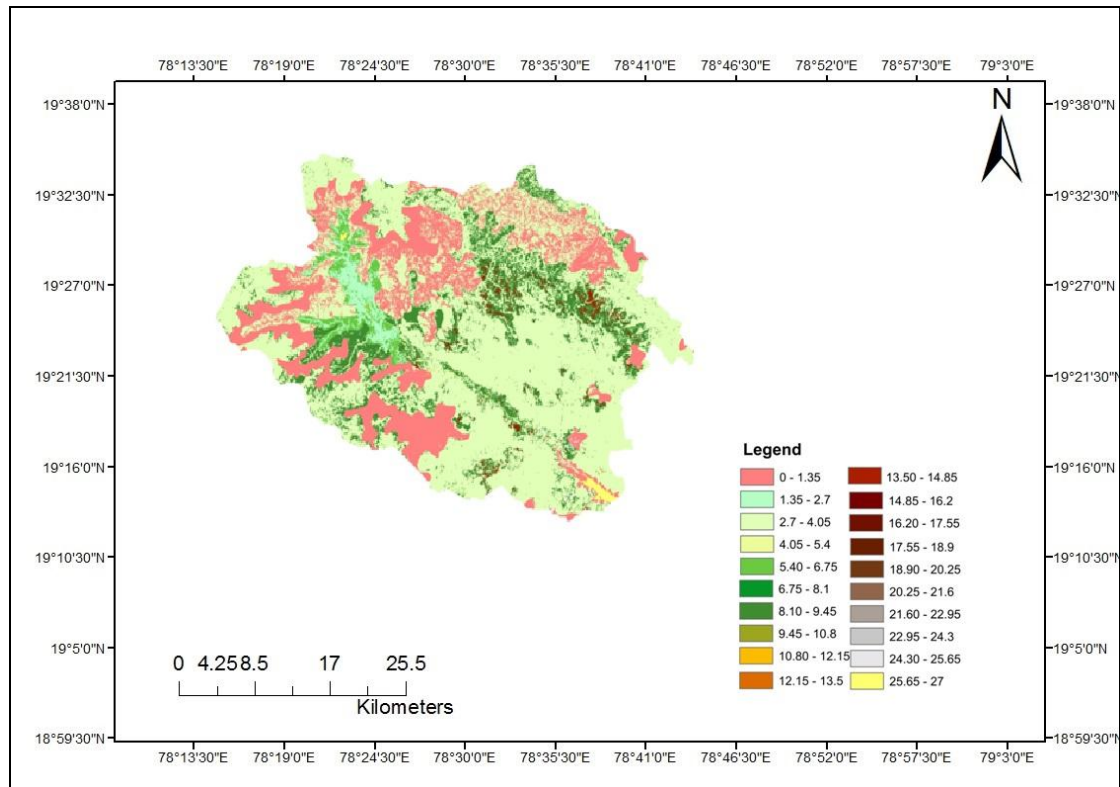 78°13'30"E 78°19'0"E 78°24'30"E 78°30'0"E 78°35'30"E 78°41'0"E 78°46'30"E 78°52'0"E 78°57'30"E 79°3'0"E
N
19°38'0"N 19°38'0"N
19°32'30"N 19°32'30"N
19°27'0"N 19°27'0"N
19°21'30"N 19°21'30"N
19°16'0"N 19°16'0"N
19°10'30"N 19°10'30"N
19°5'0"N 19°5'0"N
18°59'30"N 18°59'30"N
Legend
0 - 1.35
1.35 - 2.7
2.7 - 4.05
4.05 - 5.4
5.40 - 6.75
6.75 - 8.1
8.10 - 9.45
9.45 - 10.8
10.80 - 12.15
12.15 - 13.5
13.50 - 14.85
14.85 - 16.2
16.20 - 17.55
17.55 - 18.9
18.90 - 20.25
20.25 - 21.6
21.60 - 22.95
22.95 - 24.3
24.30 - 25.65
25.65 - 27
0 4.25 8.5 17 25.5
Kilometers
78°13'30"E 78°19'0"E 78°24'30"E 78°30'0"E 78°35'30"E 78°41'0"E 78°46'30"E 78°52'0"E 78°57'30"E 79°3'0"E